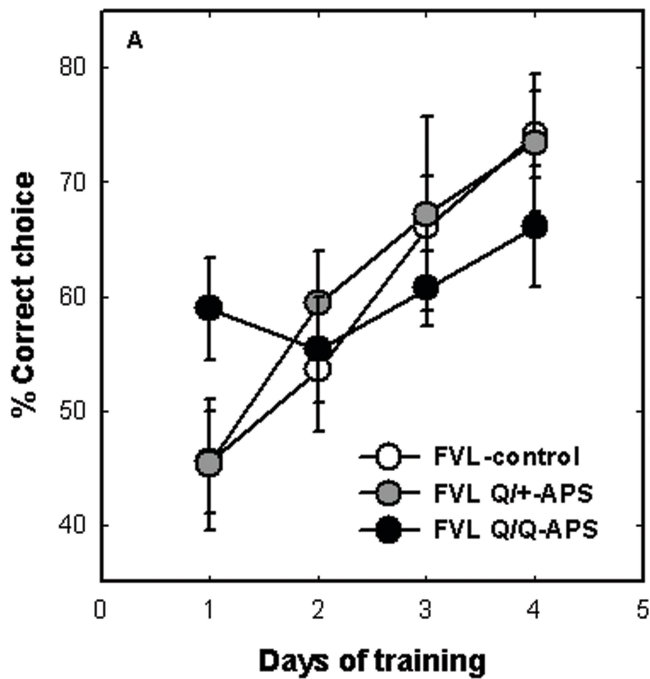 A
80
70
60
50
40
% Correct choice
FVL-control
FVL Q/+-APS
FVL Q/Q-APS
0 1 2 3 4 5
Days of training